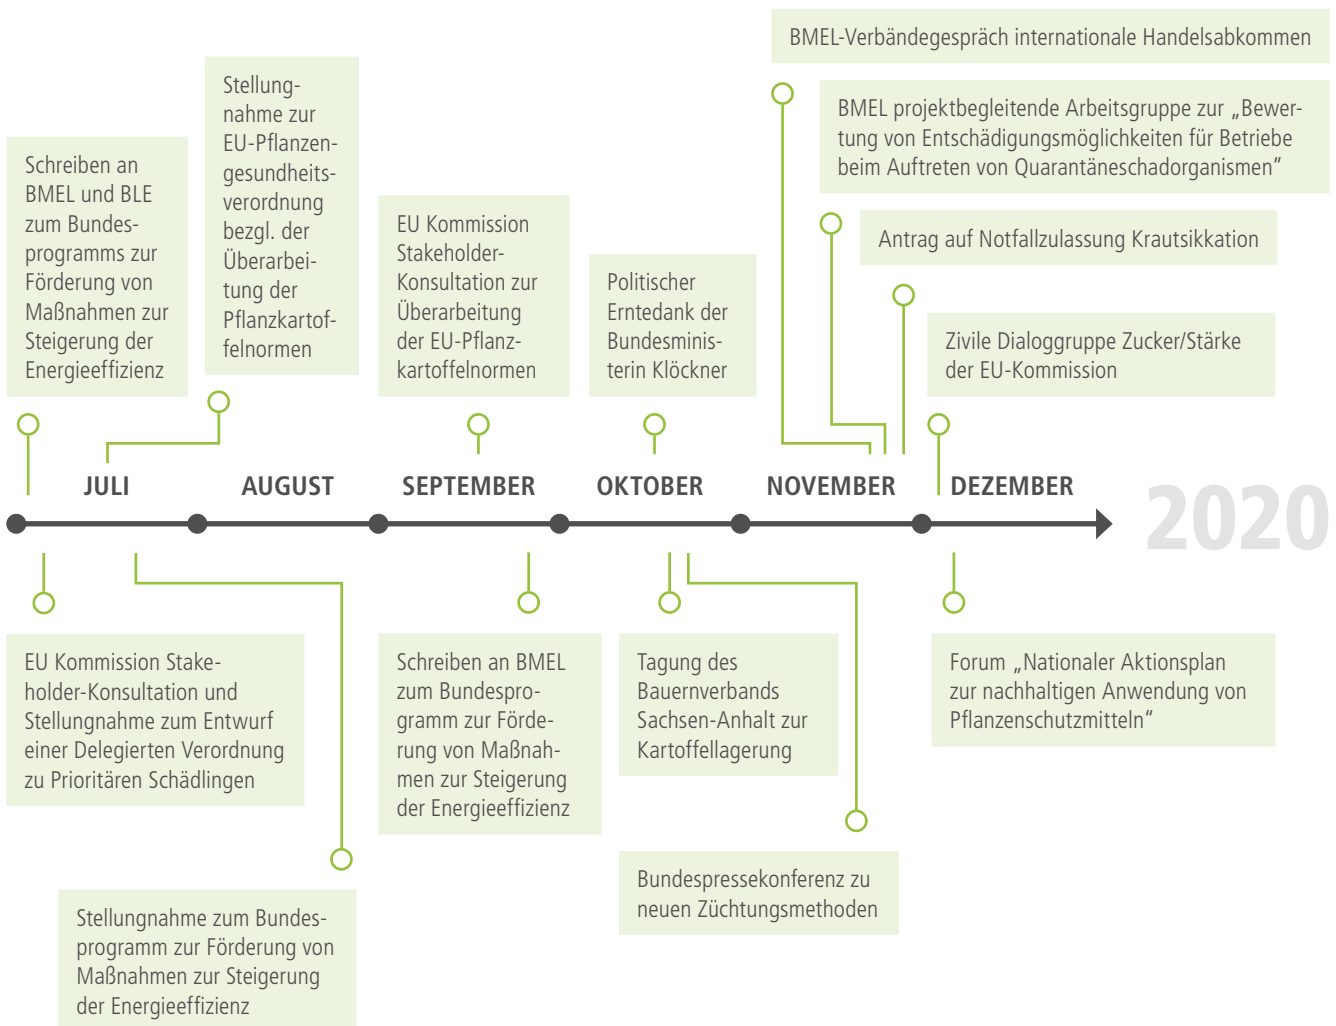 BMEL-Verbändegespräch internationale Handelsabkommen
Stellung-
nahme zur
EU-Pflanzen-
gesundheits-
verordnung
bezgl. der
Überarbei-
tung der
Pflanzkartof-
felnormen
BMEL projektbegleitende Arbeitsgruppe zur „Bewer-
tung von Entschädigungsmöglichkeiten für Betriebe
beim Auftreten von Quarantäneschadorganismen“
Schreiben an
BMEL und BLE
zum Bundes-
programms zur
Förderung von
Maßnahmen zur
Steigerung der
Energieeffizienz
EU Kommission
Stakeholder-
Konsultation zur
Überarbeitung
der EU-Pflanz-
kartoffelnormen
Antrag auf Notfallzulassung Krautsikkation
Politischer
Erntedank der
Bundesminis-
terin Klöckner
Zivile Dialoggruppe Zucker/Stärke
der EU-Kommission
JULI AUGUST SEPTEMBER OKTOBER NOVEMBER DEZEMBER
2020
EU Kommission Stake-
holder-Konsultation und
Stellungnahme zum Entwurf
einer Delegierten Verordnung
zu Prioritären Schädlingen
Schreiben an BMEL
zum Bundespro-
gramm zur Förde-
rung von Maßnah-
men zur Steigerung
der Energieeffizienz
Tagung des
Bauernverbands
Sachsen-Anhalt zur
Kartoffellagerung
Forum „Nationaler Aktionsplan
zur nachhaltigen Anwendung von
Pflanzenschutzmitteln“
Bundespressekonferenz zu
neuen Züchtungsmethoden
Stellungnahme zum Bundes-
programm zur Förderung von
Maßnahmen zur Steigerung
der Energieeffizienz